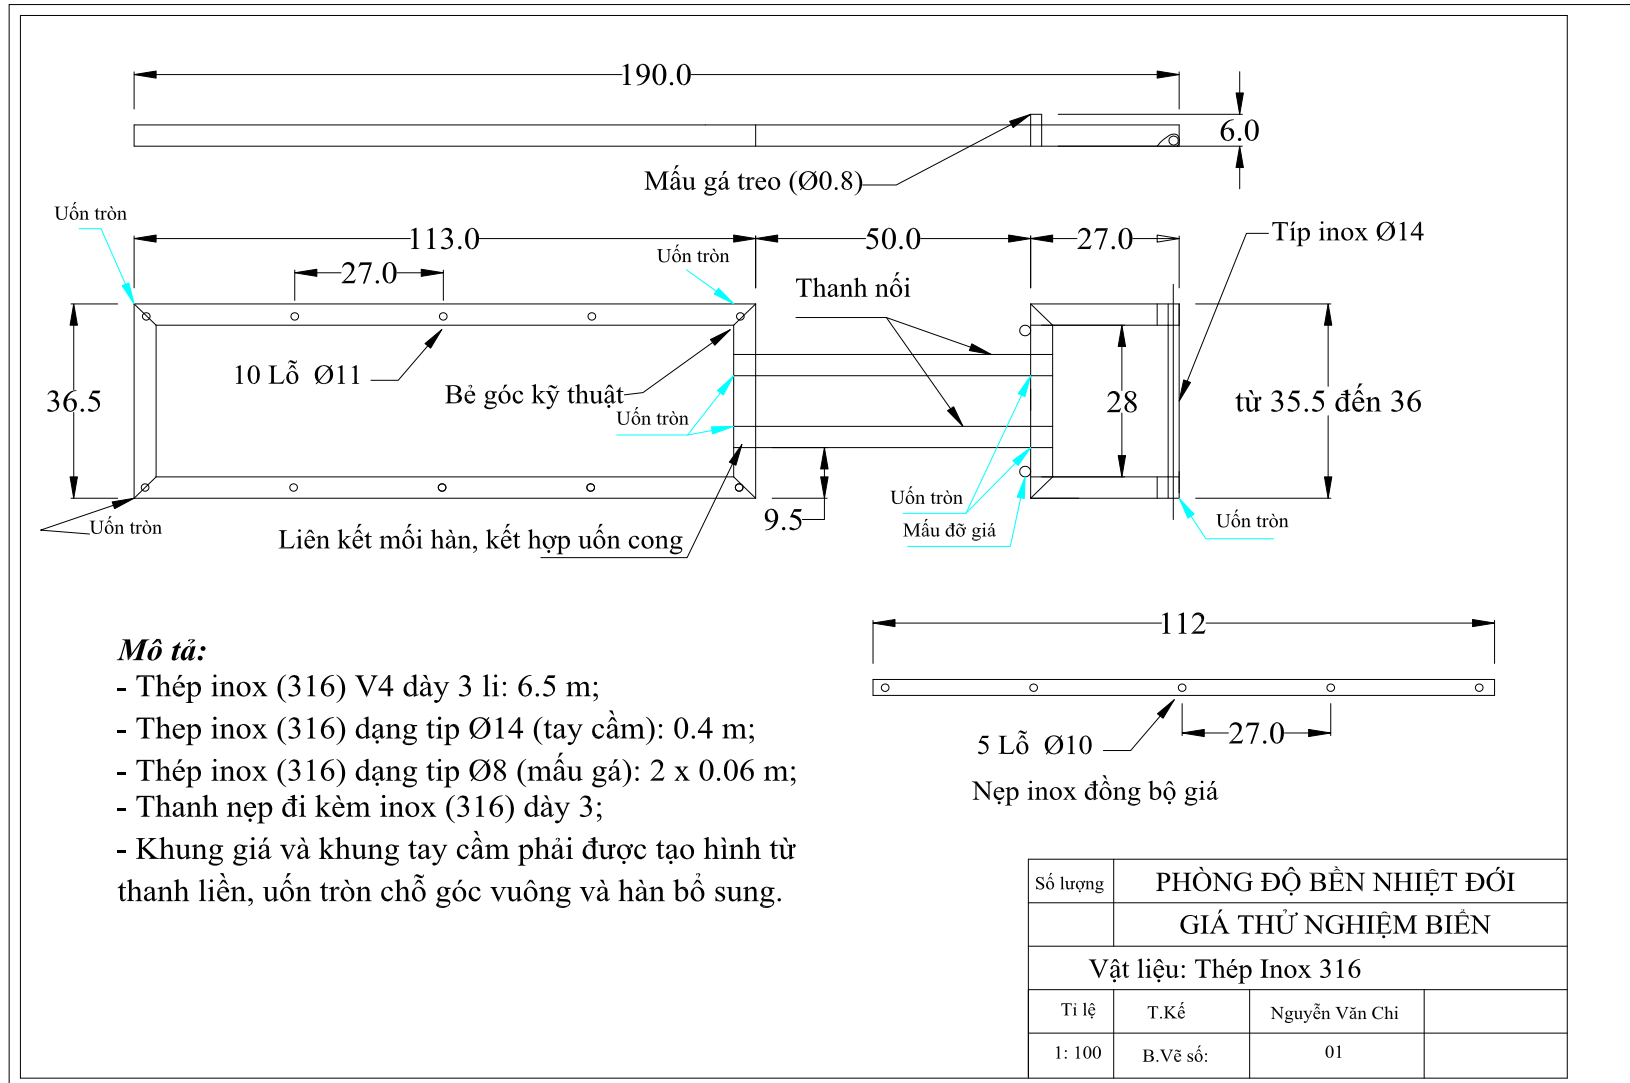 190.0
6.0
Mấu gá treo (Ø0.8)
Uốn tròn
113.0
50.0
27.0
Típ inox Ø14
Uốn tròn
27.0
Thanh nối
10 Lỗ Ø11
Bẻ góc kỹ thuật
36.5
28
từ 35.5 đến 36
Uốn tròn
Uốn tròn
Uốn tròn
Uốn tròn
9.5
Mấu đỡ giá
Liên kết mối hàn, kết hợp uốn cong
112
Mô tả:
- Thép inox (316) V4 dày 3 li: 6.5 m;
- Thep inox (316) dạng tip Ø14 (tay cầm): 0.4 m;
- Thép inox (316) dạng tip Ø8 (mấu gá): 2 x 0.06 m;
- Thanh nẹp đi kèm inox (316) dày 3;
- Khung giá và khung tay cầm phải được tạo hình từ
thanh liền, uốn tròn chỗ góc vuông và hàn bổ sung.
5 Lỗ Ø10
27.0
Nẹp inox đồng bộ giá
Số lượng
PHÒNG ĐỘ BỀN NHIỆT ĐỚI
GIÁ THỬ NGHIỆM BIỂN
Vật liệu: Thép Inox 316
Tỉ lệ
T.Kế
Nguyễn Văn Chi
1: 100
B.Vẽ số:
01